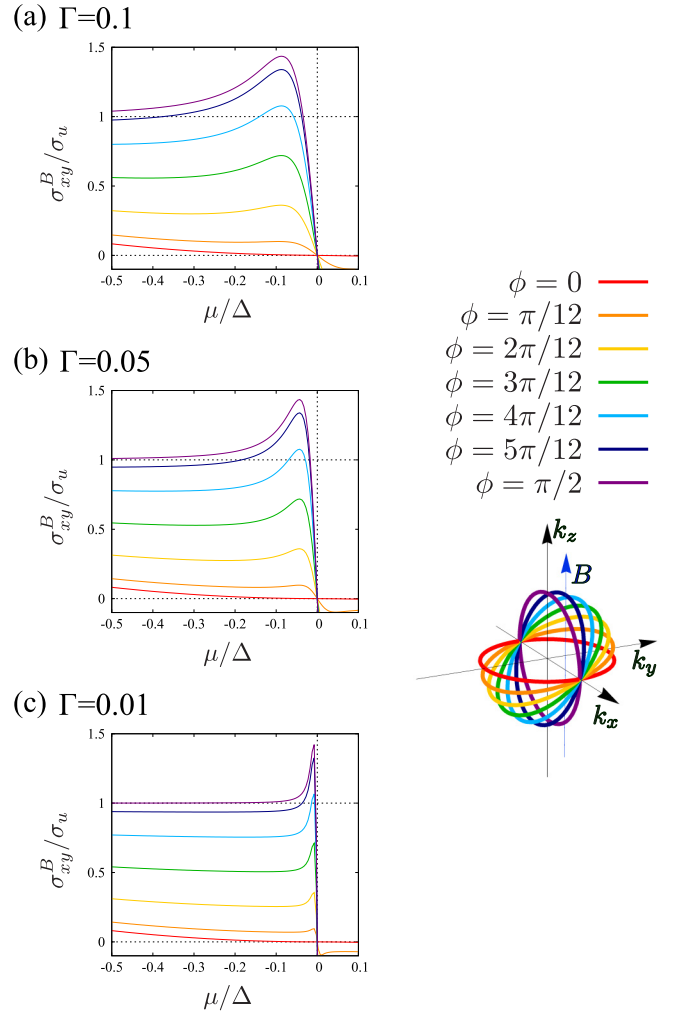 (a) Γ=0.1
1.5
1
0.5
0
σ_xy^B/σ_u
-0.5 -0.4 -0.3 -0.2 -0.1 0 0.1
μ/Δ
(b) Γ=0.05
1.5
1
0.5
0
σ_xy^B/σ_u
-0.5 -0.4 -0.3 -0.2 -0.1 0 0.1
μ/Δ
(c) Γ=0.01
1.5
1
0.5
0
σ_xy^B/σ_u
-0.5 -0.4 -0.3 -0.2 -0.1 0 0.1
μ/Δ
ϕ = 0
ϕ = π/12
ϕ = 2π/12
ϕ = 3π/12
ϕ = 4π/12
ϕ = 5π/12
ϕ = π/2
k_z
B
k_y
k_x